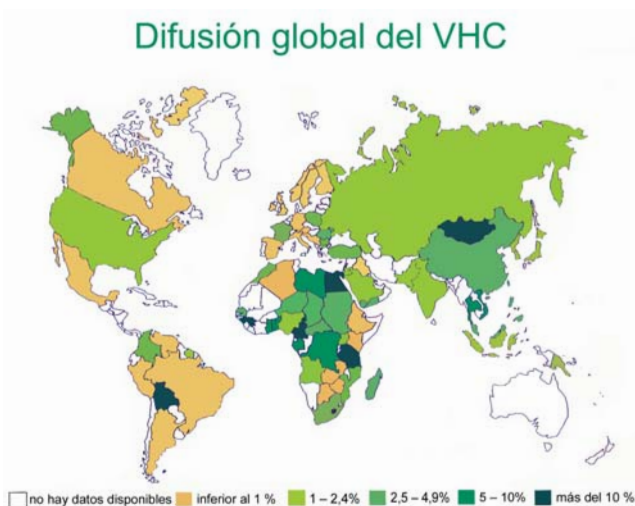 Difusión global del VHC
no hay datos disponibles inferior al 1 % 1 – 2,4% 2,5 – 4,9% 5 – 10% más del 10 %